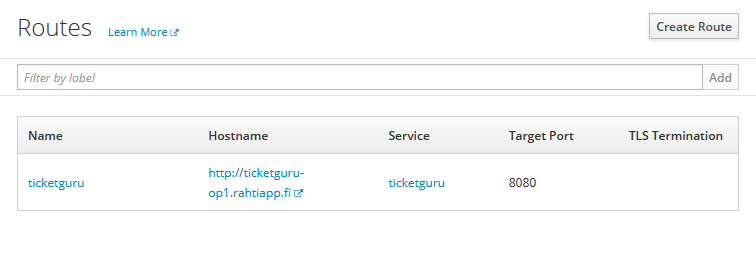 Routes Learn More
Create Route
Filter by label
Add
Name Hostname Service Target Port TLS Termination
ticketguru http://ticketguru- ticketguru 8080
op1.rahtiapp.fi